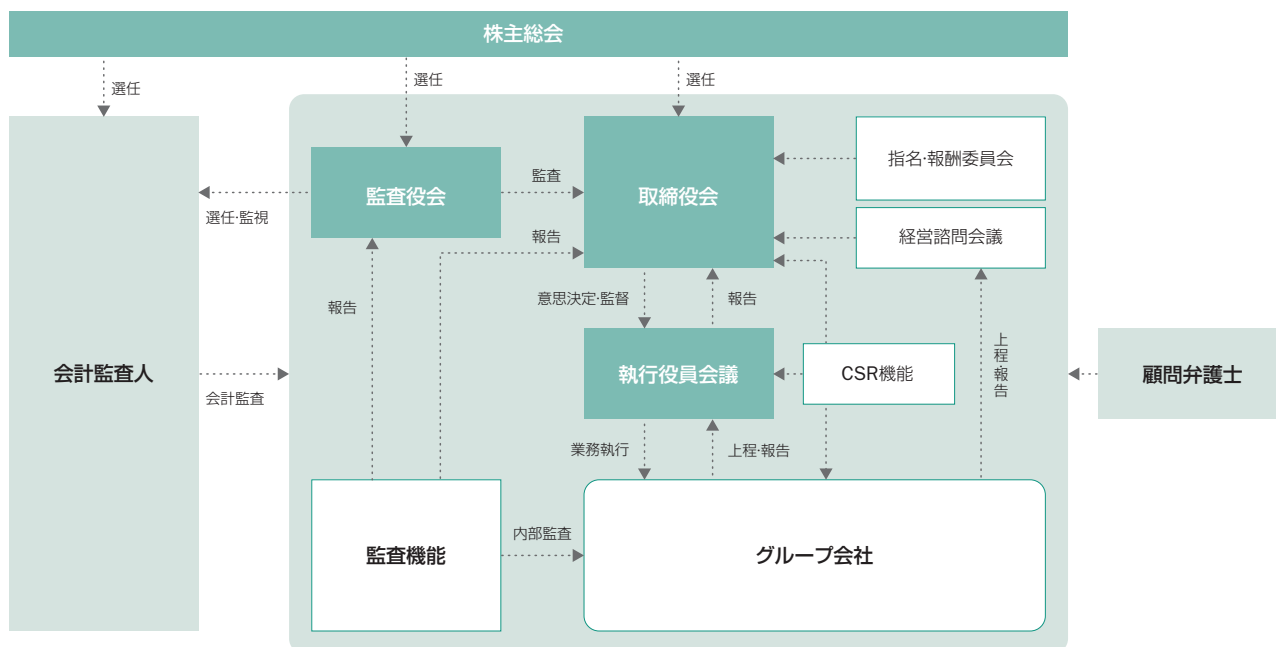 株主総会
選任
選任
選任
指名·報酬委員会
監査役会
監査
取締役会
選任·監視
報告
経営諮問会議
報告
意思決定·監督
報告
上程·報告
会計監査人
会計監査
執行役員会議
CSR機能
顧問弁護士
業務執行
上程·報告
監査機能
内部監査
グループ会社